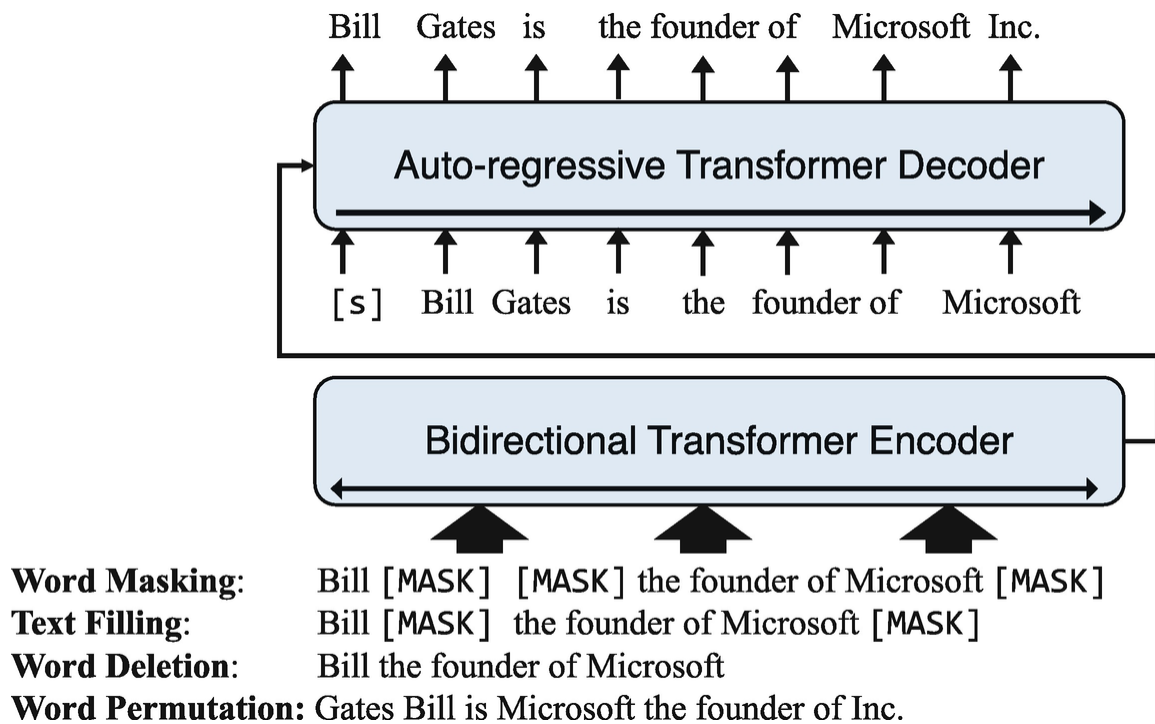 Bill Gates is the founder of Microsoft Inc.
Auto-regressive Transformer Decoder
[s] Bill Gates is the founder of Microsoft
Bidirectional Transformer Encoder
Word Masking: Bill [MASK] [MASK] the founder of Microsoft [MASK]
Text Filling: Bill [MASK] the founder of Microsoft [MASK]
Word Deletion: Bill the founder of Microsoft
Word Permutation: Gates Bill is Microsoft the founder of Inc.